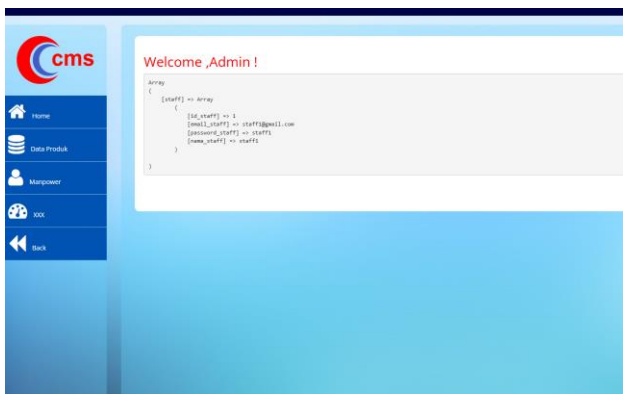 cms
Home
Data Produk
Manpower
XXX
Back
Welcome ,Admin !
Array
(
[staff] => Array
(
[id_staff] => 1
[email_staff] => staff1@gmail.com
[password_staff] => staff1
[nama_staff] => staff1
)
)